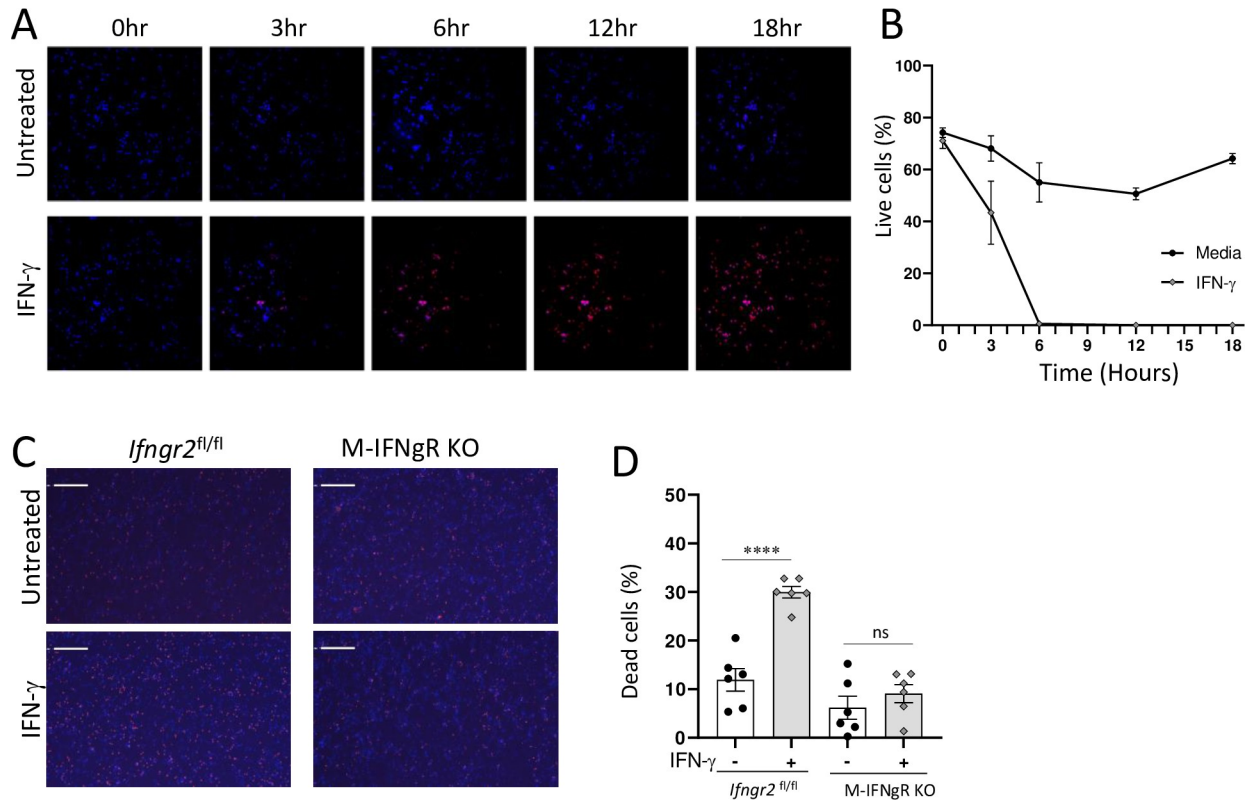 A
0hr 3hr 6hr 12hr 18hr
Untreated
IFN-γ
B
100
80
60
40
20
0
Live cells (%)
Media
IFN-γ
0 3 6 9 12 15 18
Time (Hours)
C
Ifngr2fl/fl M-IFNgR KO
Untreated
IFN-γ
D
50
40
30
20
10
0
Dead cells (%)
****
ns
IFN-γ - + - +
Ifngr2 fl/fl M-IFNgR KO